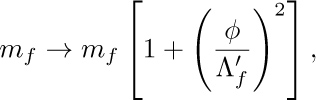 $m_f \to m_f \left[ 1 + \left( \frac{\phi}{\Lambda'_f} \right)^2 \right],$